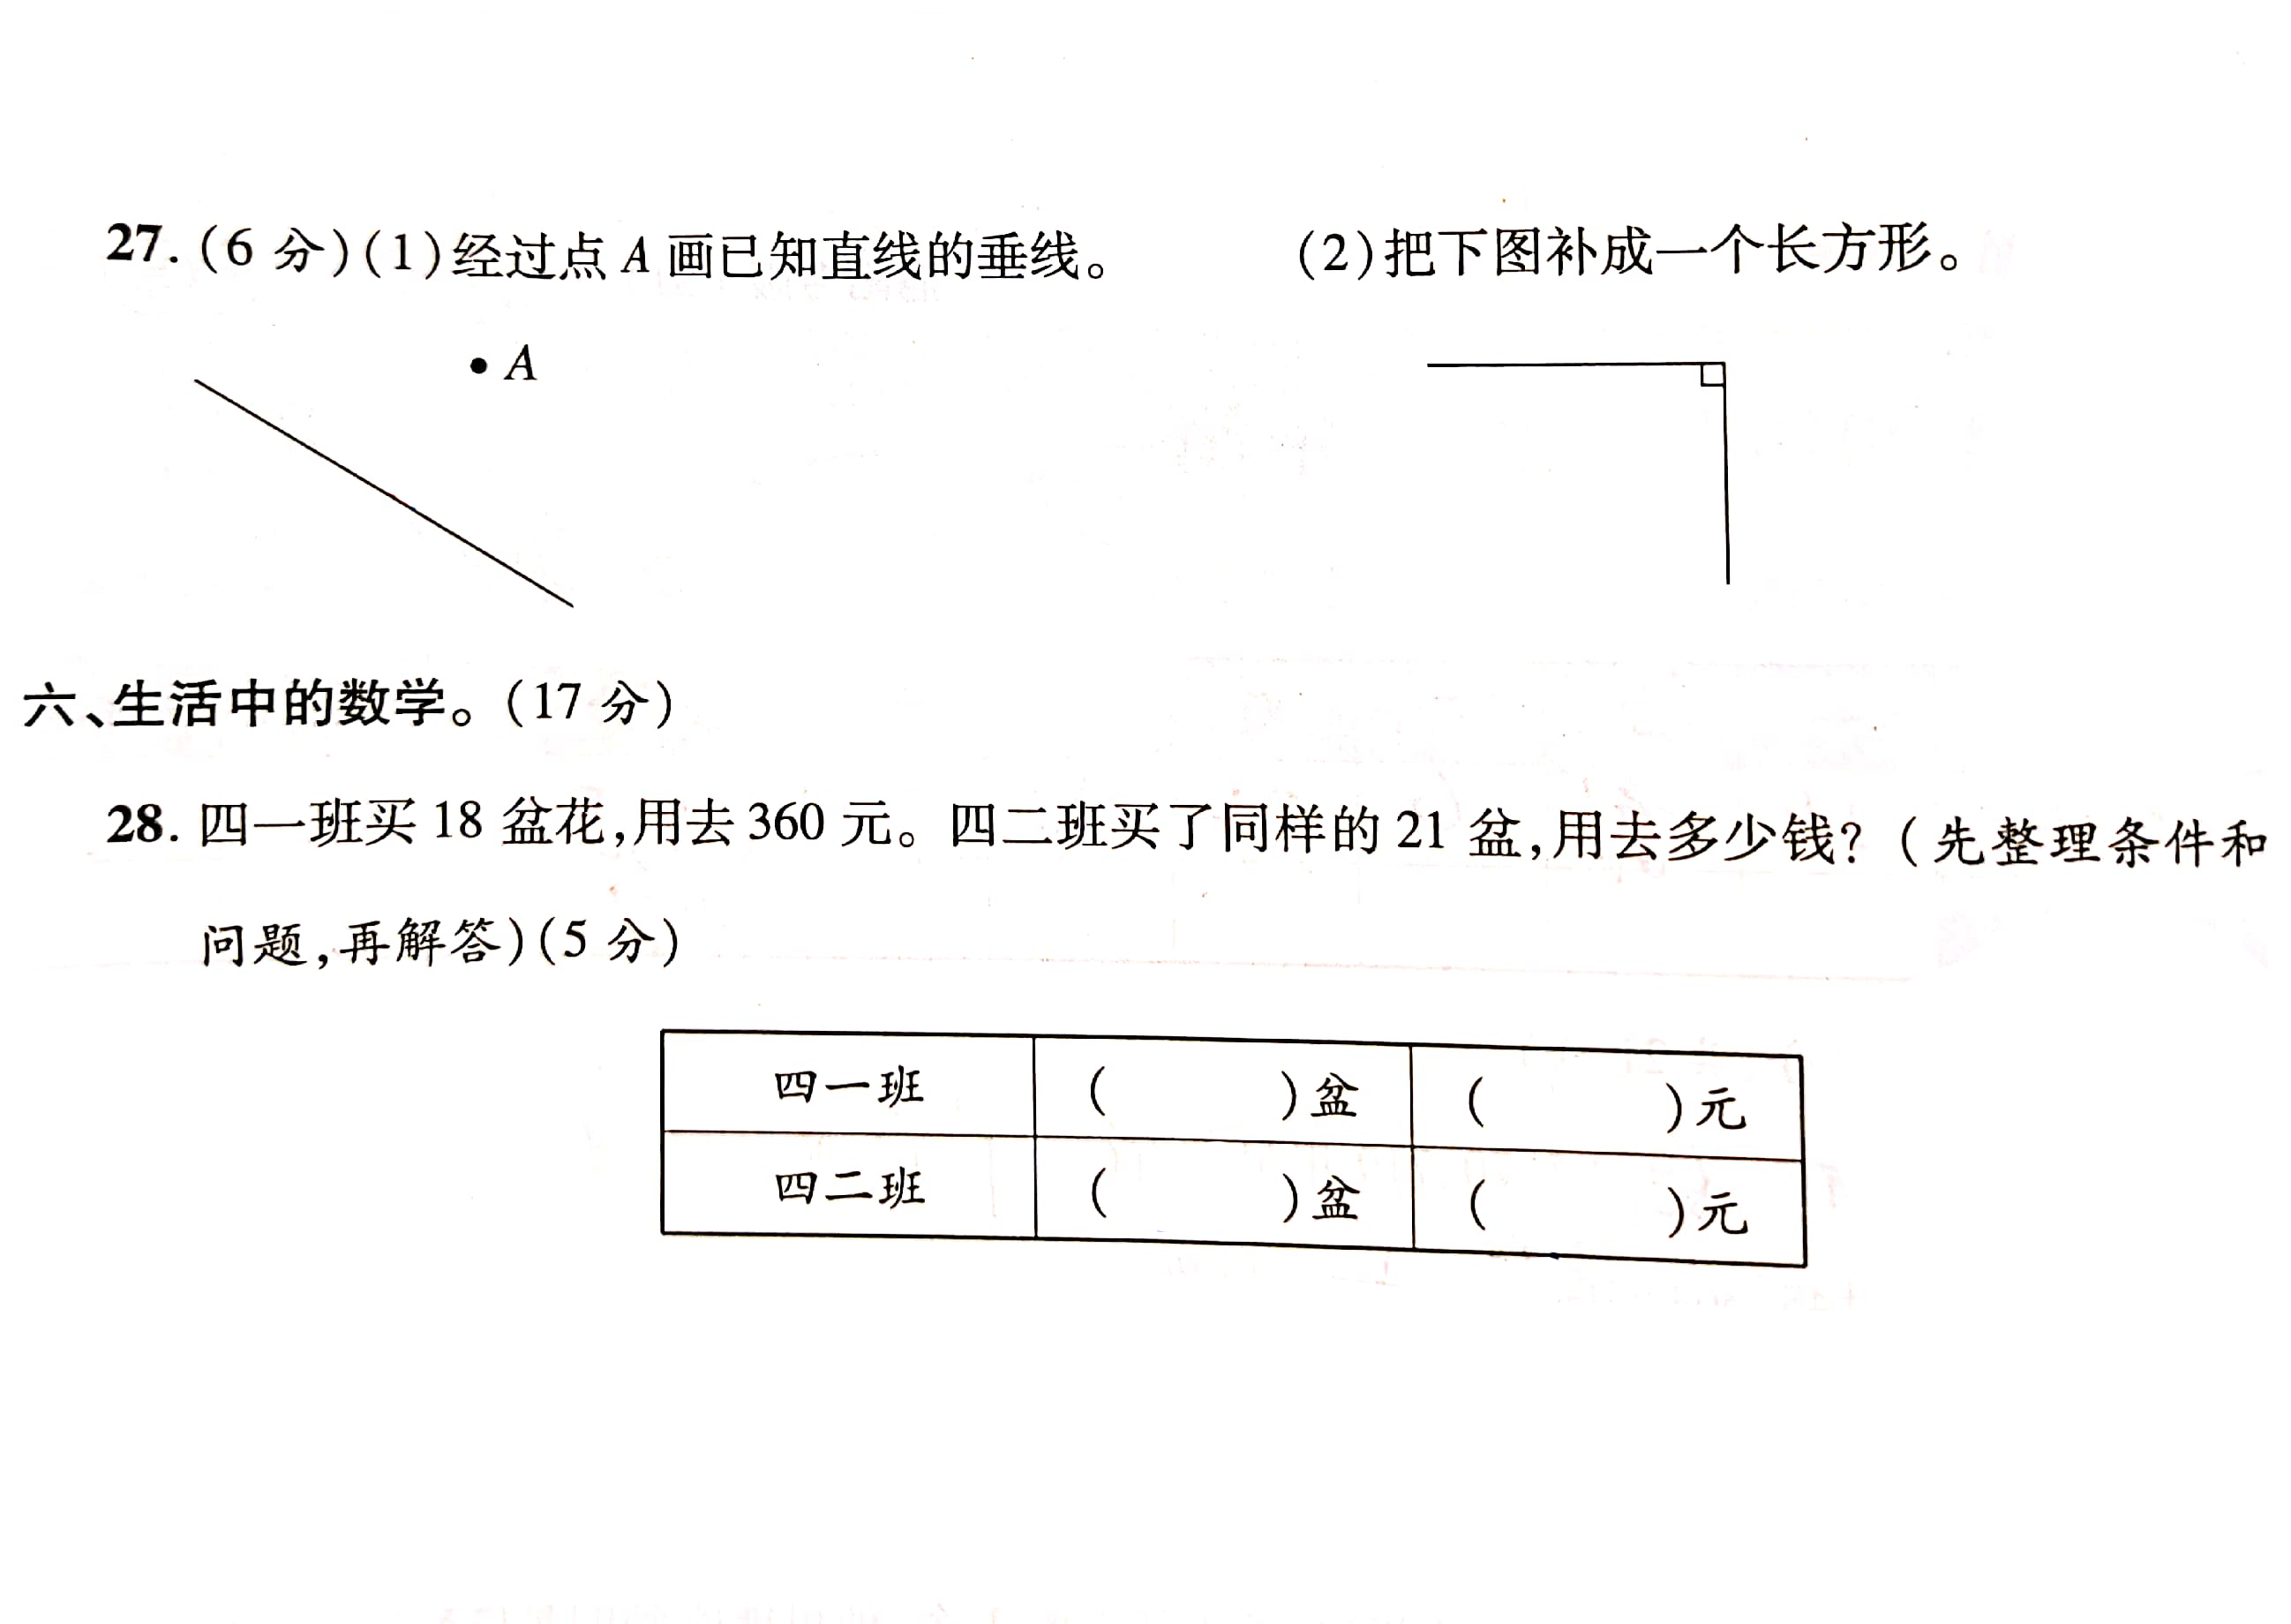 27. (6 分)(1)经过点 A 画已知直线的垂线。 (2)把下图补成一个长方形。
A
六、生活中的数学。(17 分)
28. 四一班买 18 盆花,用去 360 元。四二班买了同样的 21 盆,用去多少钱?(先整理条件和
问题,再解答)(5 分)
四一班 ( )盆 ( )元
四二班 ( )盆 ( )元